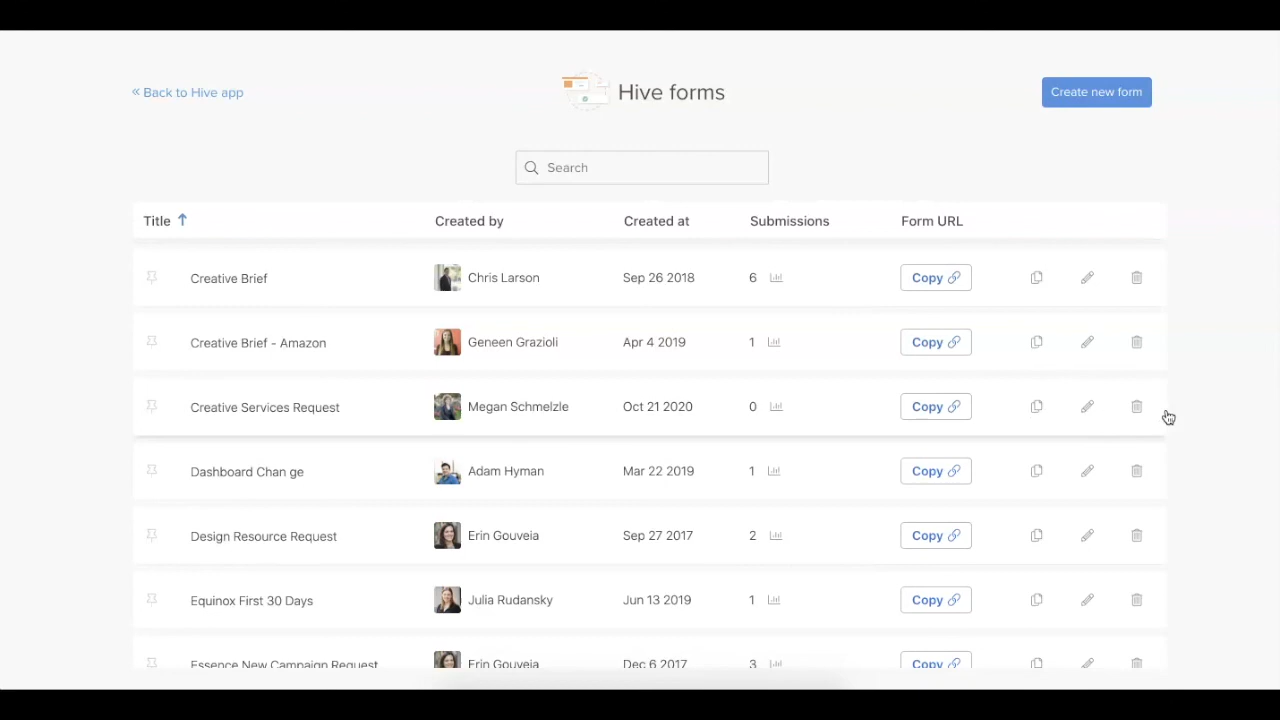 « Back to Hive app
Hive forms
Create new form
Search
Title Created by Created at Submissions Form URL
Creative Brief Chris Larson Sep 26 2018 6 Copy
Creative Brief - Amazon Geneen Grazioli Apr 4 2019 1 Copy
Creative Services Request Megan Schmelzle Oct 21 2020 0 Copy
Dashboard Chan ge Adam Hyman Mar 22 2019 1 Copy
Design Resource Request Erin Gouveia Sep 27 2017 2 Copy
Equinox First 30 Days Julia Rudansky Jun 13 2019 1 Copy
Essence New Campaign Request Erin Gouveia Dec 6 2017 3 Copy